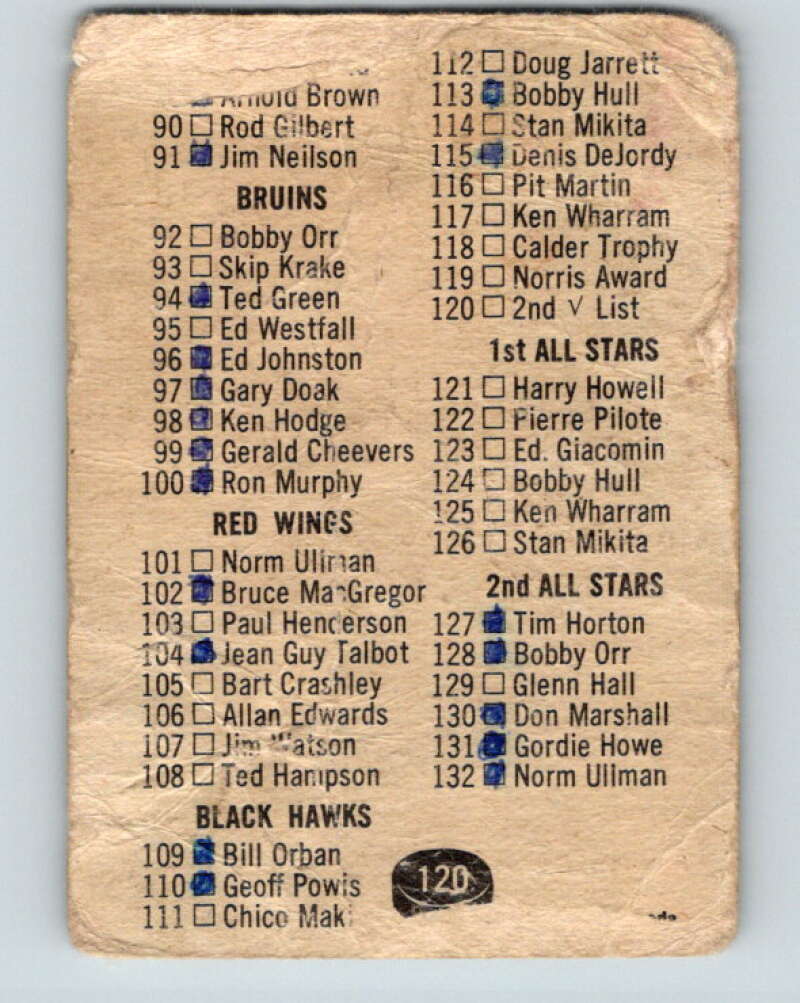 Arnold Brown
90 Rod Gilbert
91 Jim Neilson
BRUINS
92 Bobby Orr
93 Skip Krake
94 Ted Green
95 Ed Westfall
96 Ed Johnston
97 Gary Doak
98 Ken Hodge
99 Gerald Cheevers
100 Ron Murphy
RED WINGS
101 Norm Ullman
102 Bruce MacGregor
103 Paul Henderson
104 Jean Guy Talbot
105 Bart Crashley
106 Allan Edwards
107 Jim Watson
108 Ted Hampson
BLACK HAWKS
109 Bill Orban
110 Geoff Powis
111 Chico Maki
112 Doug Jarrett
113 Bobby Hull
114 Stan Mikita
115 Denis DeJordy
116 Pit Martin
117 Ken Wharram
118 Calder Trophy
119 Norris Award
120 2nd √ List
1st ALL STARS
121 Harry Howell
122 Pierre Pilote
123 Ed. Giacomin
124 Bobby Hull
125 Ken Wharram
126 Stan Mikita
2nd ALL STARS
127 Tim Horton
128 Bobby Orr
129 Glenn Hall
130 Don Marshall
131 Gordie Howe
132 Norm Ullman
120